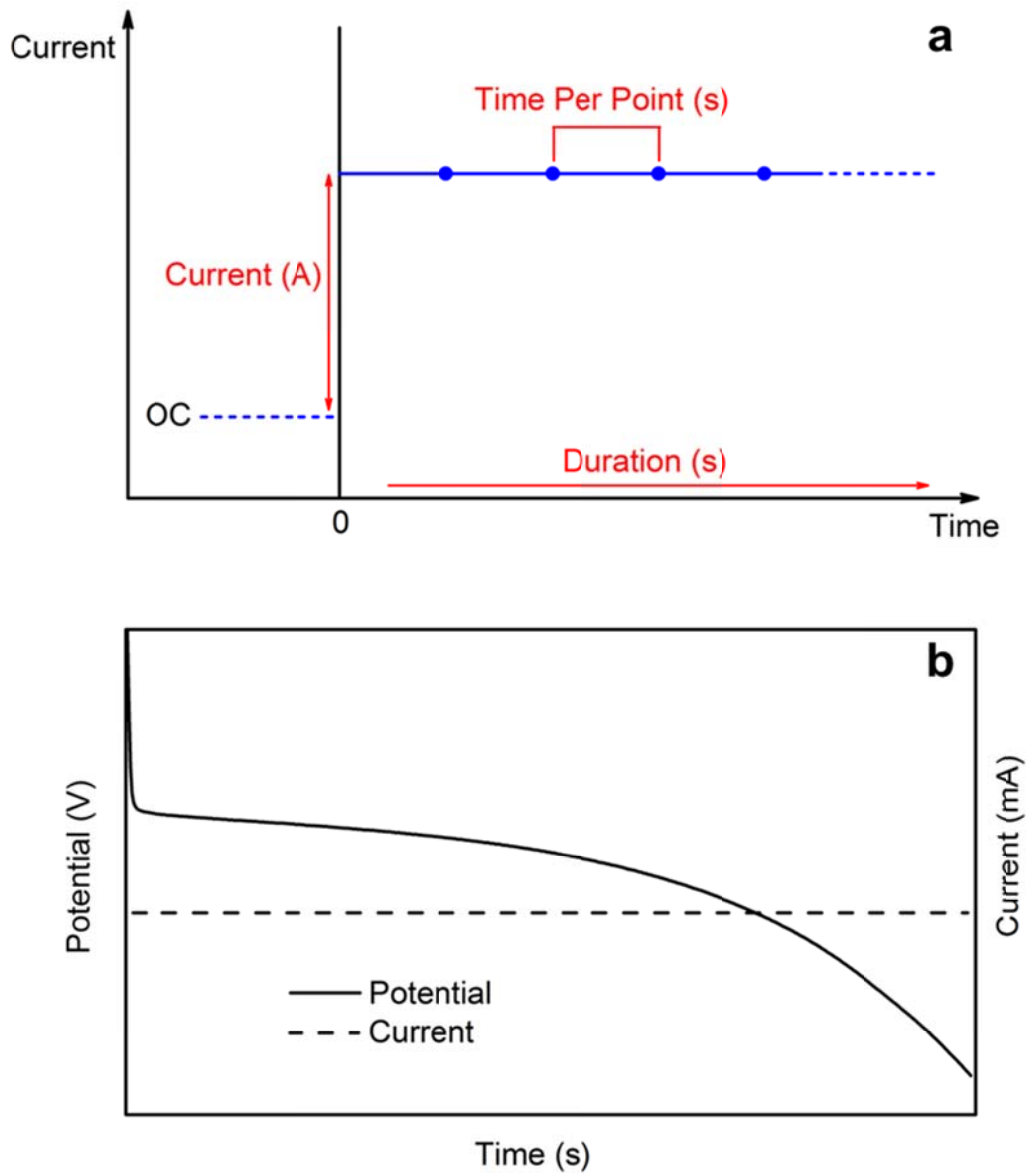 Current
a
Time Per Point (s)
Current (A)
OC
Duration (s)
0
Time
b
Potential (V)
Current (mA)
Potential
Current
Time (s)